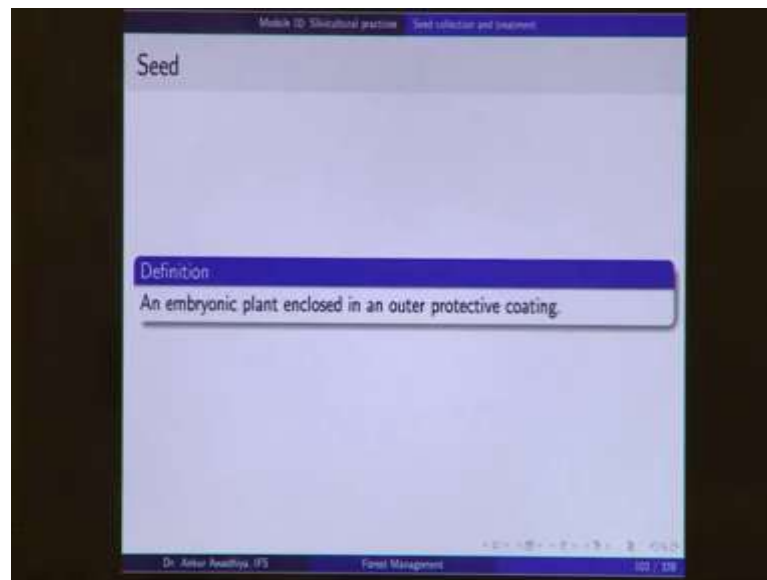 Module 10: Silvicultural practices Seed collection and treatment
Seed
Definition
An embryonic plant enclosed in an outer protective coating.
Dr. Ankur Awadhiya, IFS Forest Management